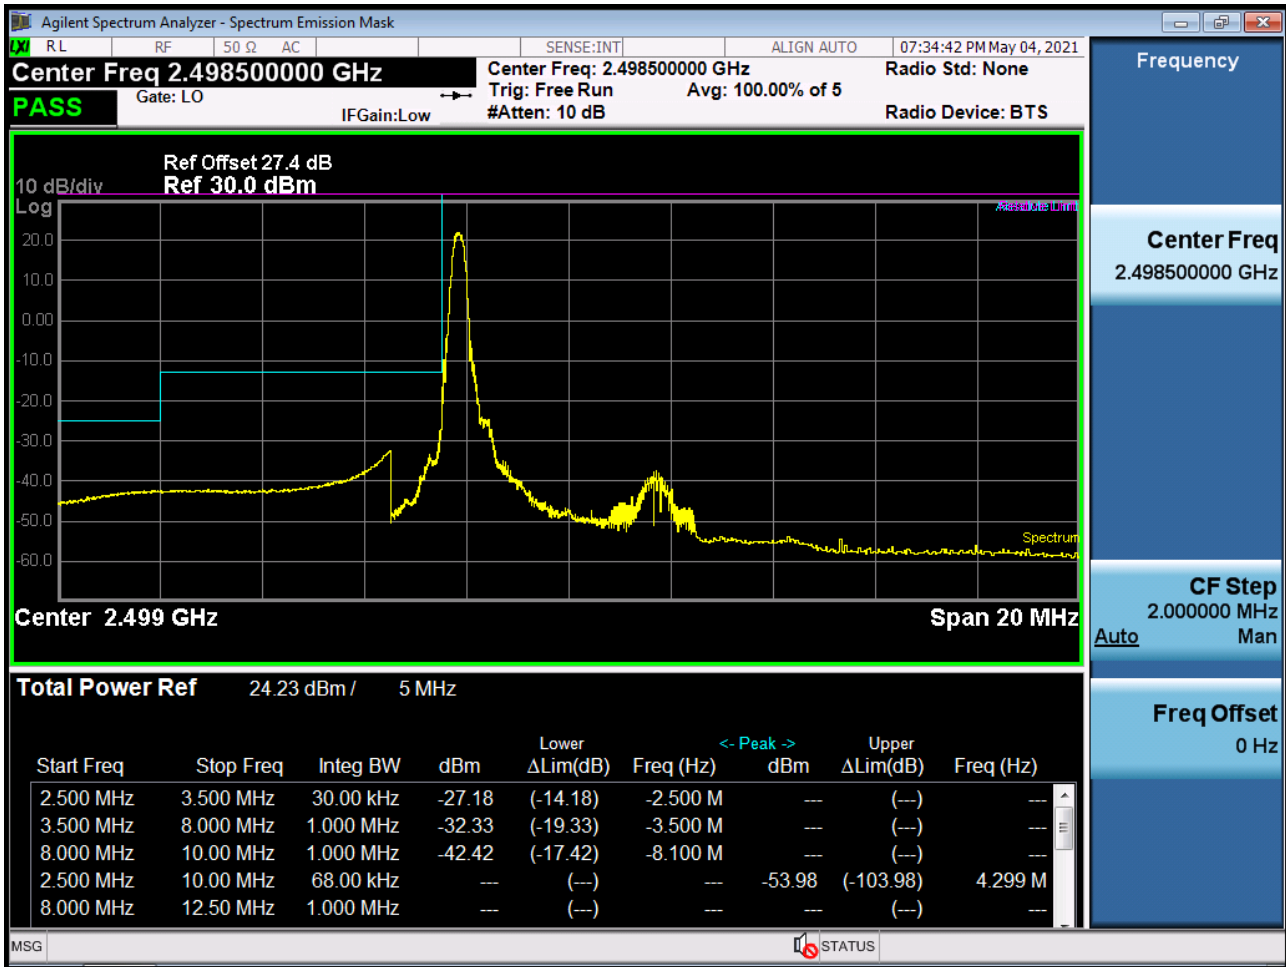 Agilent Spectrum Analyzer - Spectrum Emission Mask
LXI RL RF 50 Ω AC SENSE:INT ALIGN AUTO 07:34:42 PM May 04, 2021
Center Freq 2.498500000 GHz Center Freq: 2.498500000 GHz Radio Std: None
PASS Gate: LO Trig: Free Run Avg: 100.00% of 5
IFGain:Low #Atten: 10 dB Radio Device: BTS
Ref Offset 27.4 dB
10 dB/div Ref 30.0 dBm
Log
Absolute Limit
20.0
10.0
0.00
-10.0
-20.0
-30.0
-40.0
-50.0
Spectrum
-60.0
Center 2.499 GHz Span 20 MHz
Total Power Ref 24.23 dBm / 5 MHz
Lower <- Peak -> Upper
Start Freq Stop Freq Integ BW dBm ΔLim(dB) Freq (Hz) dBm ΔLim(dB) Freq (Hz)
2.500 MHz 3.500 MHz 30.00 kHz -27.18 (-14.18) -2.500 M --- (---) ---
3.500 MHz 8.000 MHz 1.000 MHz -32.33 (-19.33) -3.500 M --- (---) ---
8.000 MHz 10.00 MHz 1.000 MHz -42.42 (-17.42) -8.100 M --- (---) ---
2.500 MHz 10.00 MHz 68.00 kHz --- (---) --- -53.98 (-103.98) 4.299 M
8.000 MHz 12.50 MHz 1.000 MHz --- (---) --- --- (---) ---
MSG STATUS
Frequency
Center Freq
2.498500000 GHz
CF Step
2.000000 MHz
Auto Man
Freq Offset
0 Hz